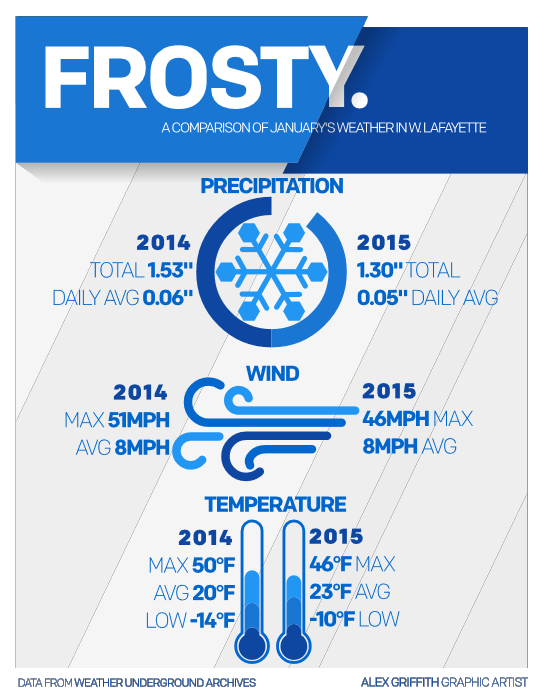 FROSTY.
A COMPARISON OF JANUARY'S WEATHER IN W. LAFAYETTE
PRECIPITATION
2014
TOTAL 1.53"
DAILY AVG 0.06"
2015
1.30" TOTAL
0.05" DAILY AVG
WIND
2014
MAX 51MPH
AVG 8MPH
2015
46MPH MAX
8MPH AVG
TEMPERATURE
2014
MAX 50°F
AVG 20°F
LOW -14°F
2015
46°F MAX
23°F AVG
-10°F LOW
DATA FROM WEATHER UNDERGROUND ARCHIVES
ALEX GRIFFITH GRAPHIC ARTIST